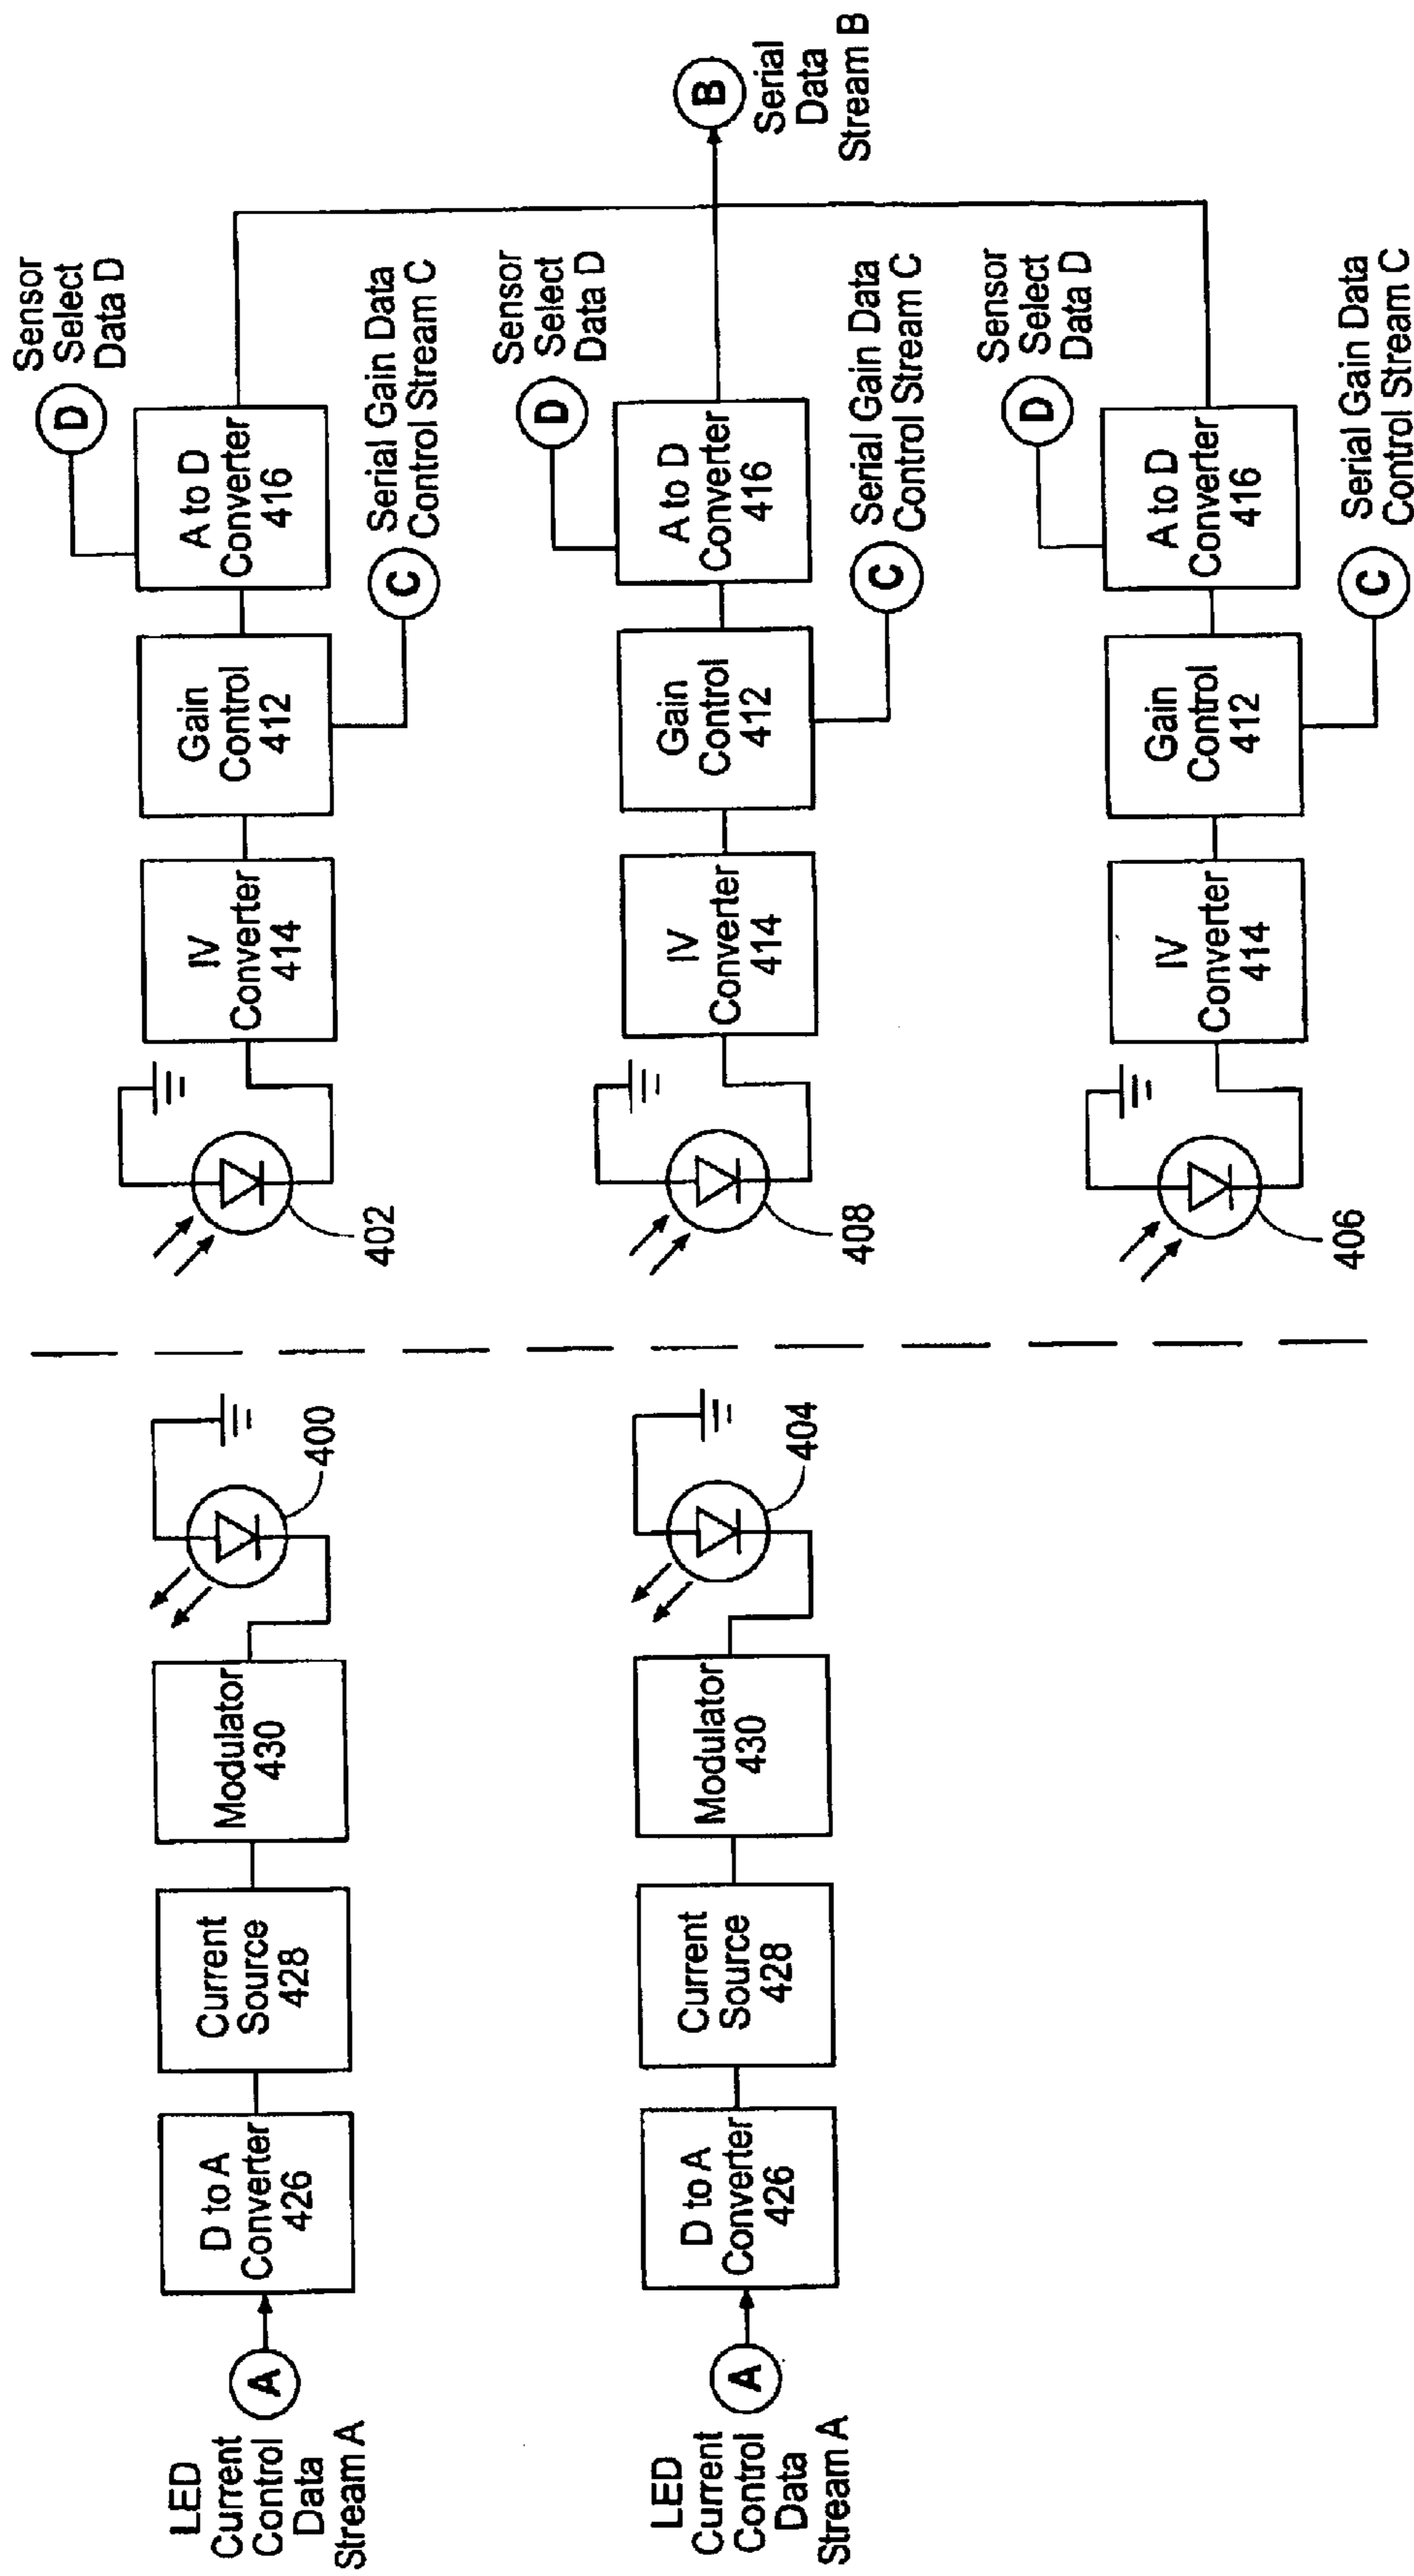 LED
Current
Control
Data
Stream A
A
D to A
Converter
426
Current
Source
428
Modulator
430
400
LED
Current
Control
Data
Stream A
A
D to A
Converter
426
Current
Source
428
Modulator
430
404
402
IV
Converter
414
Gain
Control
412
A to D
Converter
416
D
Sensor
Select
Data D
C
Serial Gain Data
Control Stream C
408
IV
Converter
414
Gain
Control
412
A to D
Converter
416
D
Sensor
Select
Data D
C
Serial Gain Data
Control Stream C
406
IV
Converter
414
Gain
Control
412
A to D
Converter
416
D
Sensor
Select
Data D
C
Serial Gain Data
Control Stream C
B
Serial
Data
Stream B